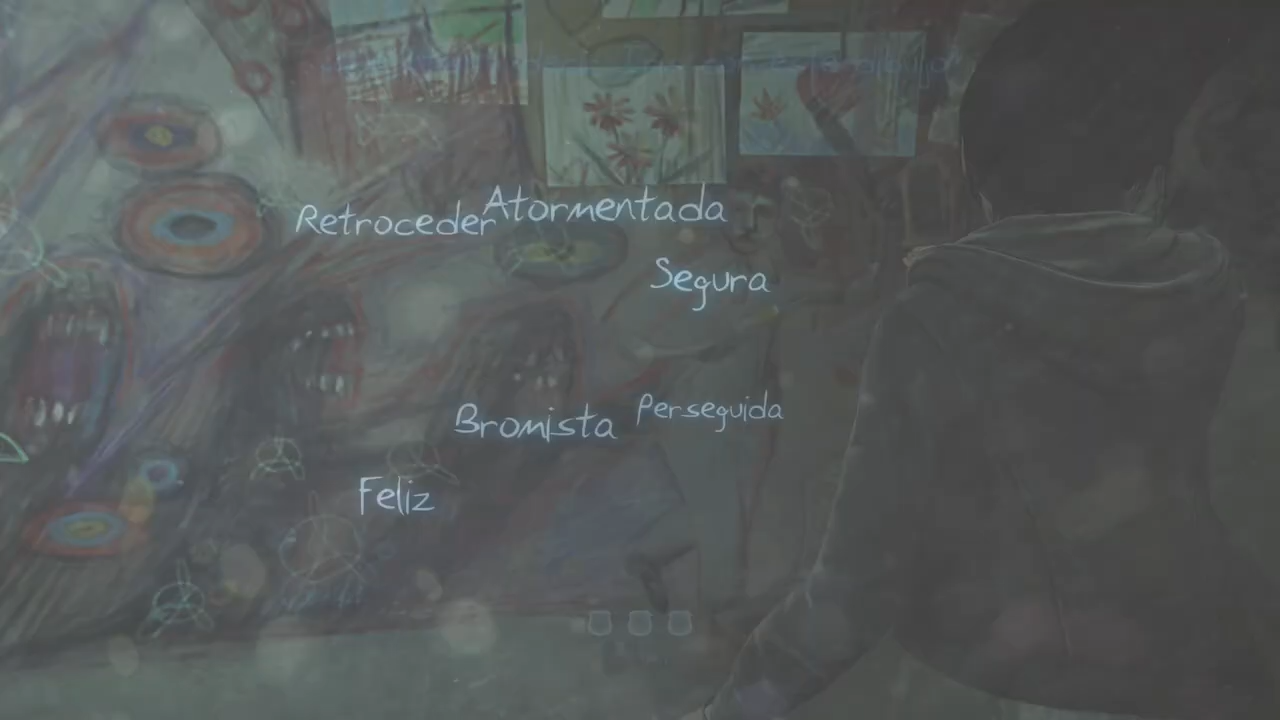 Retroceder Atormentada
Segura
Bromista Perseguida
Feliz